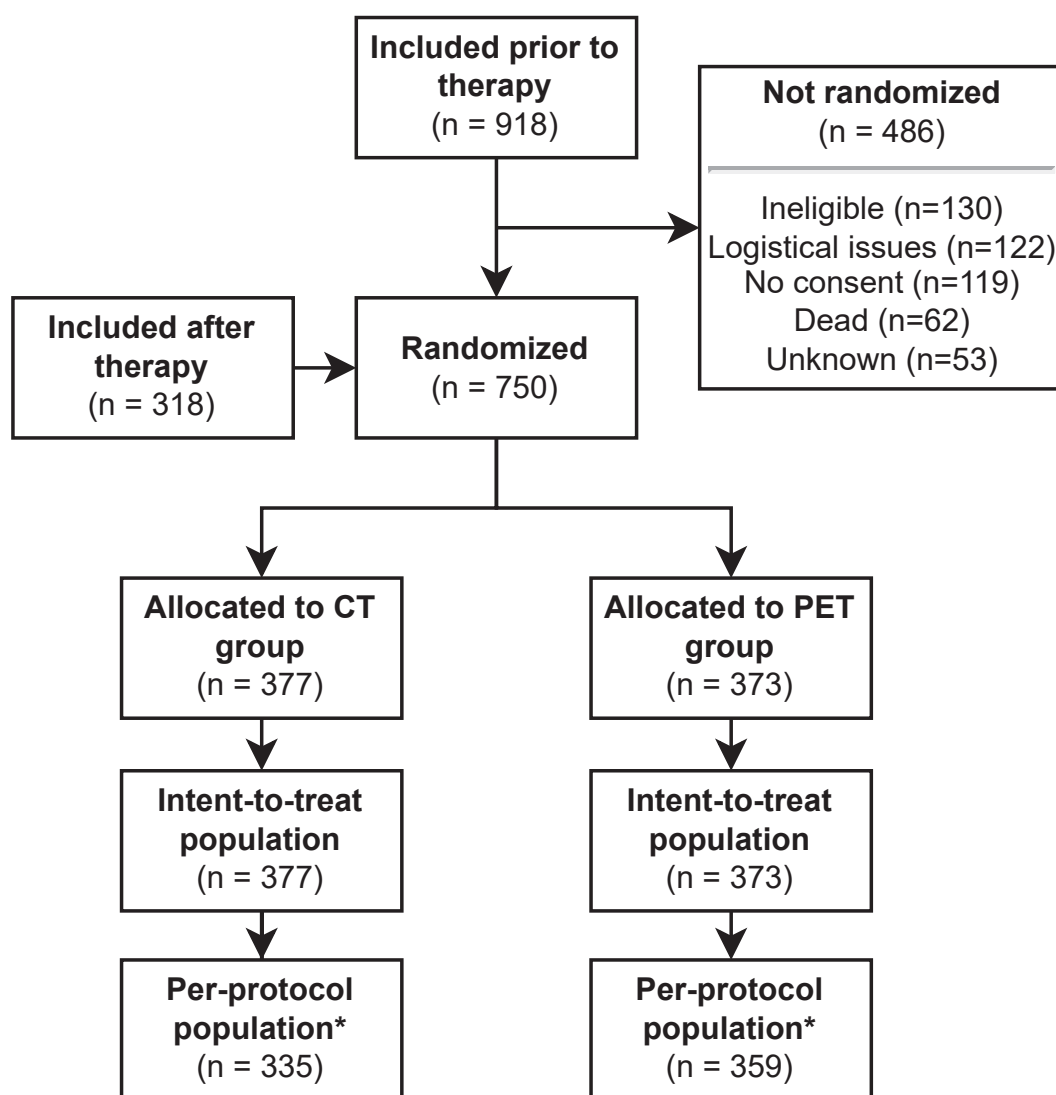 Included prior to
therapy
(n = 918)
Not randomized
(n = 486)
Ineligible (n=130)
Logistical issues (n=122)
No consent (n=119)
Dead (n=62)
Unknown (n=53)
Included after
therapy
(n = 318)
Randomized
(n = 750)
Allocated to CT
group
(n = 377)
Allocated to PET
group
(n = 373)
Intent-to-treat
population
(n = 377)
Intent-to-treat
population
(n = 373)
Per-protocol
population*
(n = 335)
Per-protocol
population*
(n = 359)